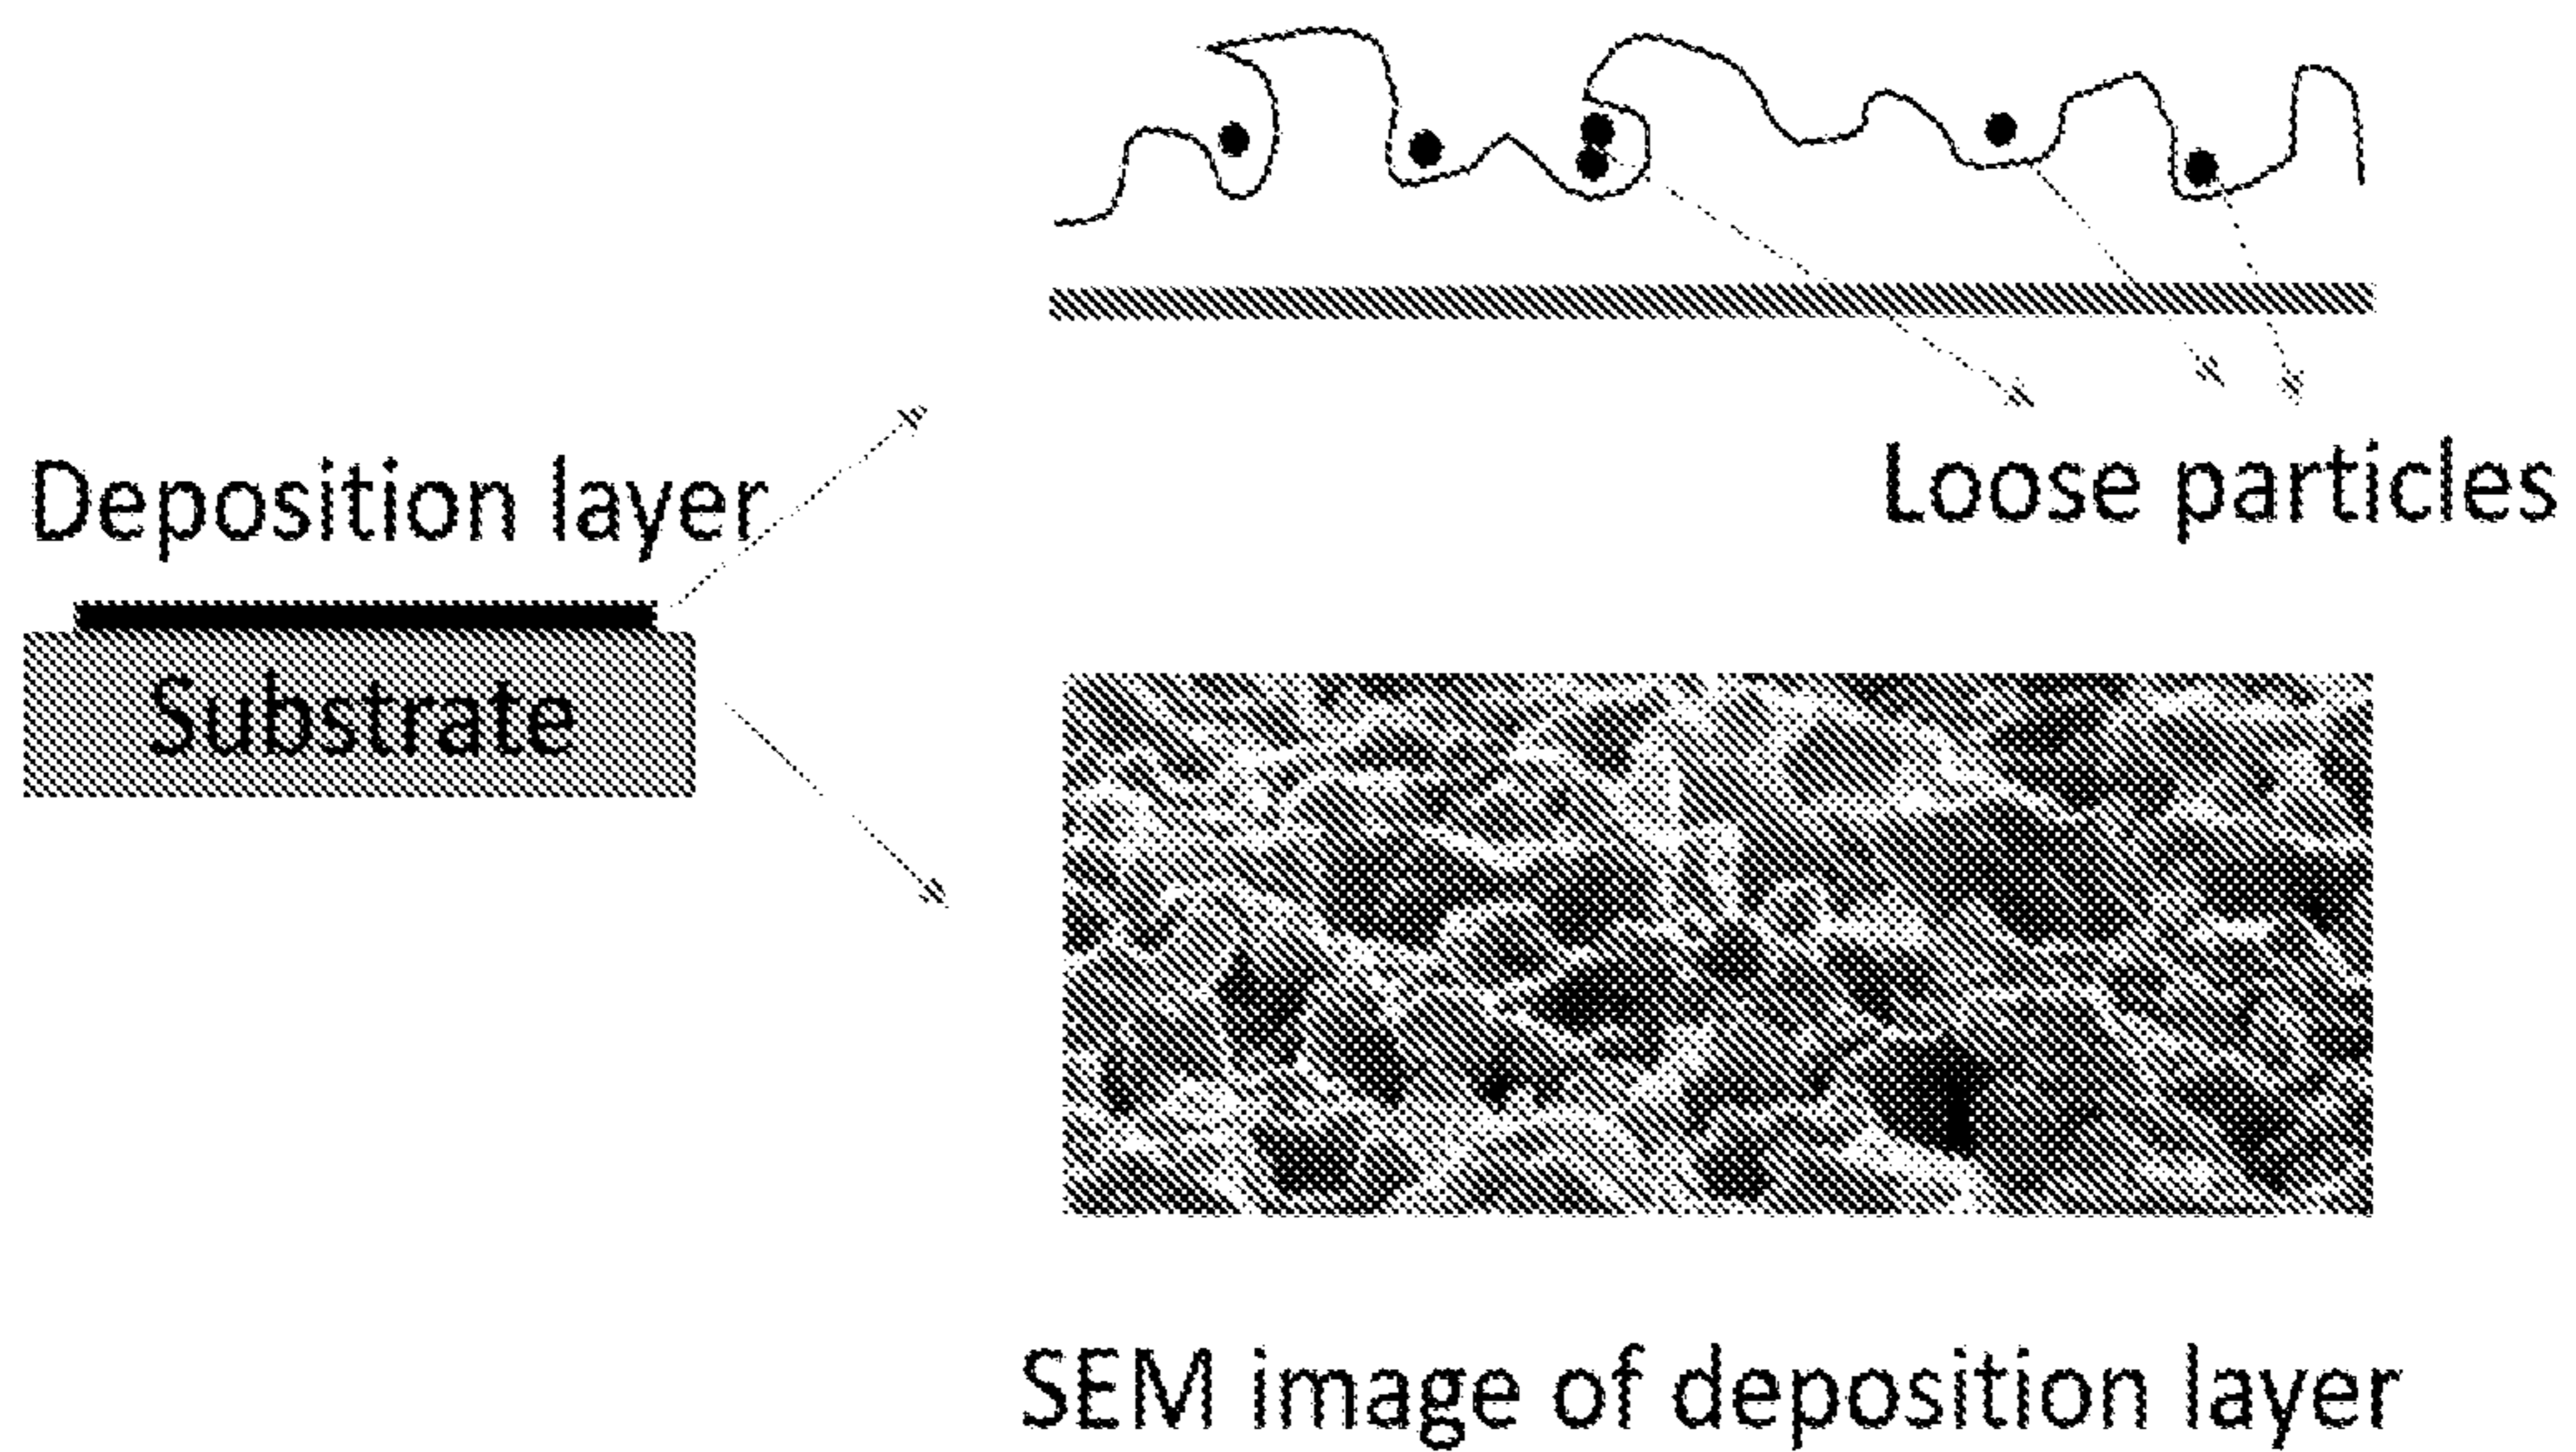 Deposition layer
Substrate
Loose particles
SEM image of deposition layer